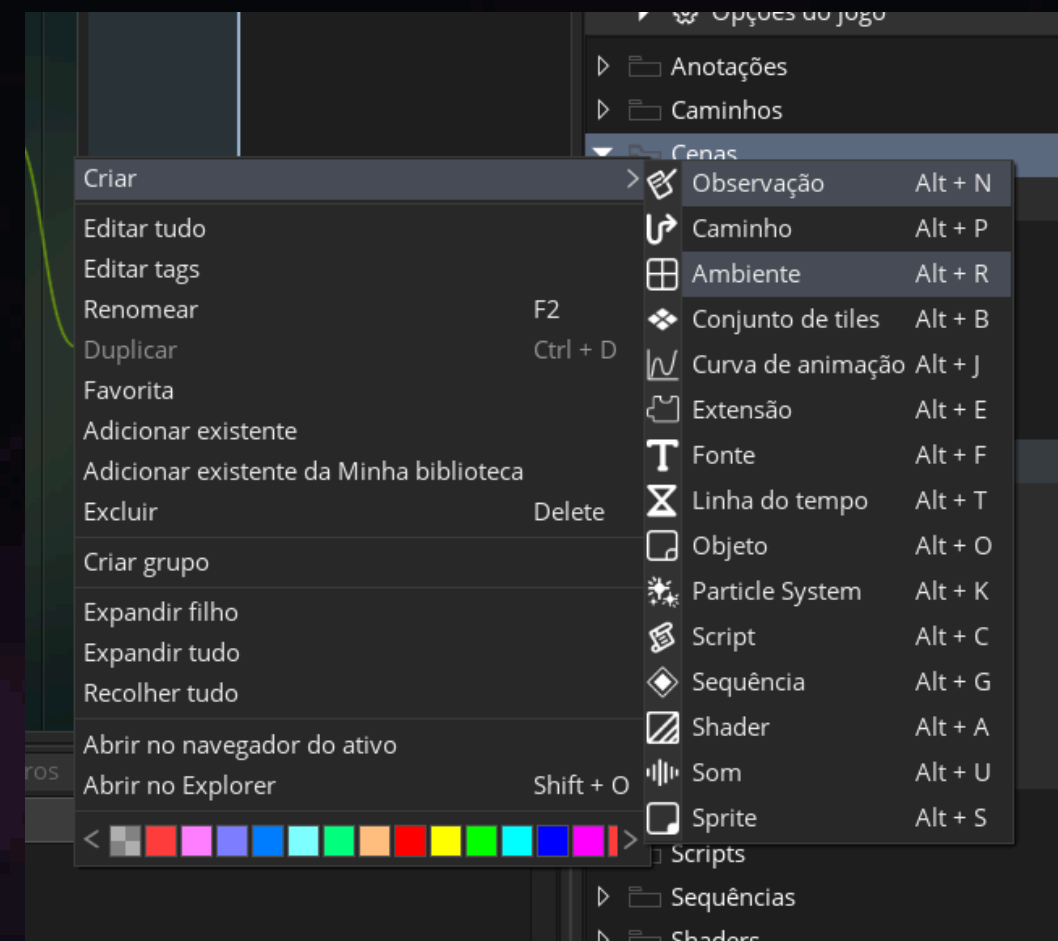 Opções do jogo
Anotações
Caminhos
Cenas
Criar
Editar tudo
Editar tags
Renomear F2
Duplicar Ctrl + D
Favorita
Adicionar existente
Adicionar existente da Minha biblioteca
Excluir Delete
Criar grupo
Expandir filho
Expandir tudo
Recolher tudo
Abrir no navegador do ativo
Abrir no Explorer Shift + O
Observação Alt + N
Caminho Alt + P
Ambiente Alt + R
Conjunto de tiles Alt + B
Curva de animação Alt + J
Extensão Alt + E
Fonte Alt + F
Linha do tempo Alt + T
Objeto Alt + O
Particle System Alt + K
Script Alt + C
Sequência Alt + G
Shader Alt + A
Som Alt + U
Sprite Alt + S
ros
Scripts
Sequências
Shaders